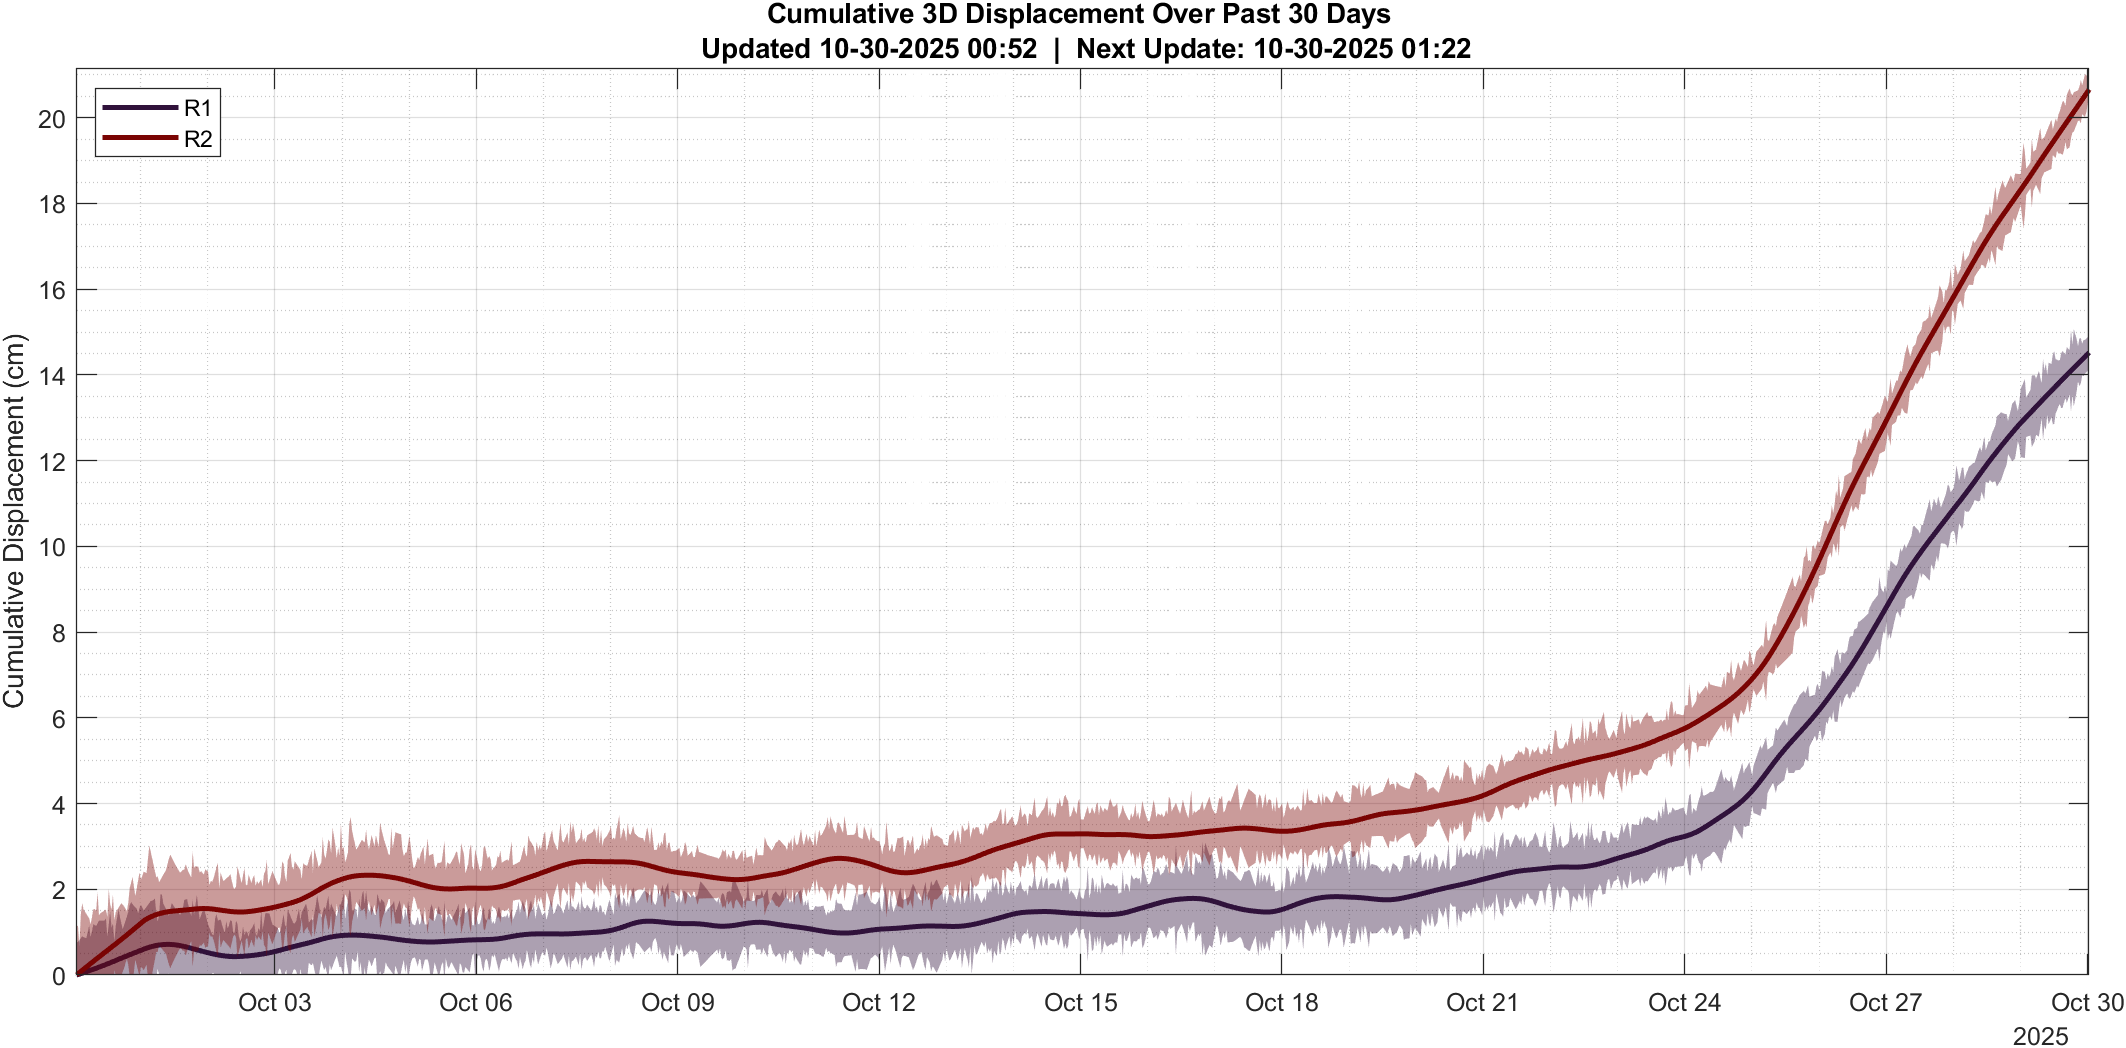 Cumulative 3D Displacement Over Past 30 Days
Updated 10-30-2025 00:52 | Next Update: 10-30-2025 01:22
R1
R2
Cumulative Displacement (cm)
20
18
16
14
12
10
8
6
4
2
0
Oct 03
Oct 06
Oct 09
Oct 12
Oct 15
Oct 18
Oct 21
Oct 24
Oct 27
Oct 30
2025